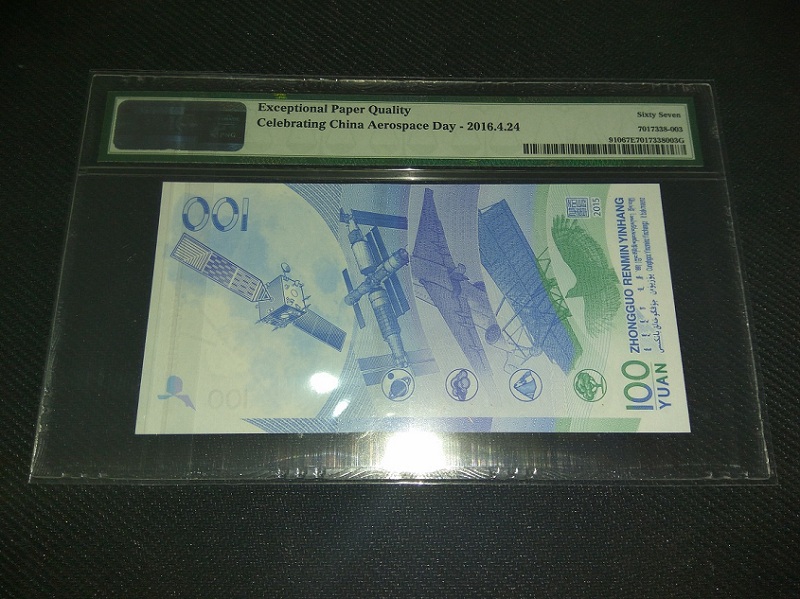 Exceptional Paper Quality
Celebrating China Aerospace Day - 2016.4.24
Sixty Seven
7017338-003
91067E7017338003G
100
2015
100
YUAN
ZHONGGUO RENMIN YINHANG
100